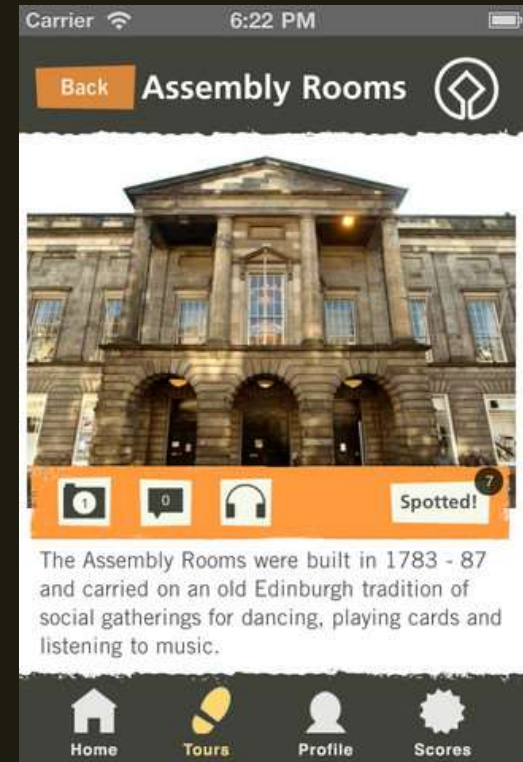 Carrier 6:22 PM
Back Assembly Rooms
1 0 Spotted! 7
The Assembly Rooms were built in 1783 - 87
and carried on an old Edinburgh tradition of
social gatherings for dancing, playing cards and
listening to music.
Home Tours Profile Scores